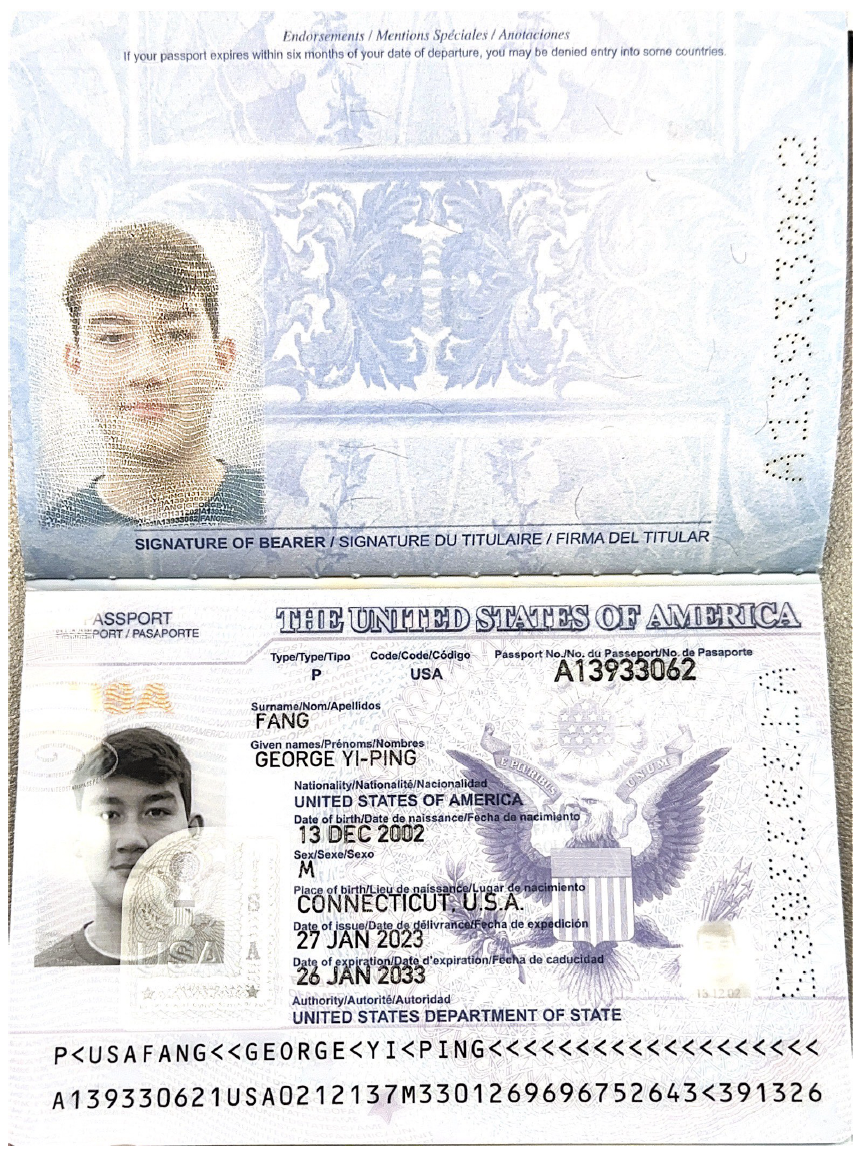 Endorsements / Mentions Spéciales / Anotaciones
If your passport expires within six months of your date of departure, you may be denied entry into some countries.
A13933062
SIGNATURE OF BEARER / SIGNATURE DU TITULAIRE / FIRMA DEL TITULAR
PASSPORT
PASSEPORT / PASAPORTE
THE UNITED STATES OF AMERICA
Type/Type/Tipo Code/Code/Código Passport No./No. du Passeport/No. de Pasaporte
P USA A13933062
USA
Surname/Nom/Apellidos
FANG
Given names/Prénoms/Nombres
GEORGE YI-PING
E PLURIBUS UNUM
Nationality/Nationalité/Nacionalidad
UNITED STATES OF AMERICA
Date of birth/Date de naissance/Fecha de nacimiento
13 DEC 2002
Sex/Sexe/Sexo
M
Place of birth/Lieu de naissance/Lugar de nacimiento
CONNECTICUT, U.S.A.
Date of issue/Date de délivrance/Fecha de expedición
27 JAN 2023
Date of expiration/Date d'expiration/Fecha de caducidad
26 JAN 2033
Authority/Autorité/Autoridad
UNITED STATES DEPARTMENT OF STATE
USA
13 12 02
A13933062
P<USAFANG<<GEORGE<YI<PING<<<<<<<<<<<<<<<<<<<
A139330621USA0212137M3301269696752643<391326